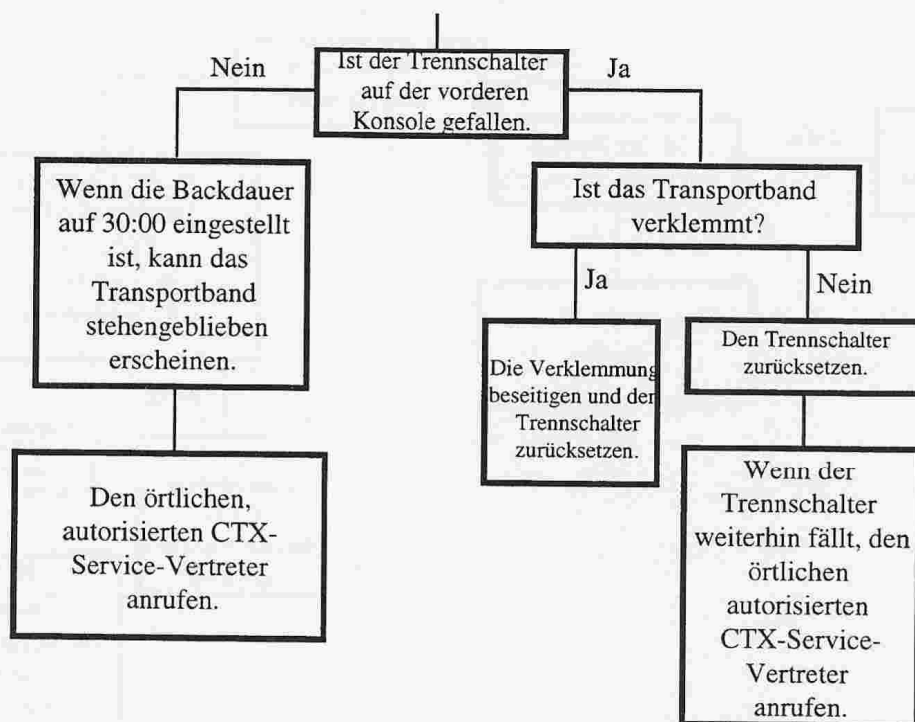 Nein
Ist der Trennschalter
auf der vorderen
Konsole gefallen.
Ja
Wenn die Backdauer
auf 30:00 eingestellt
ist, kann das
Transportband
stehengeblieben
erscheinen.
Ist das Transportband
verklemmt?
Ja
Nein
Die Verklemmung
beseitigen und den
Trennschalter
zurücksetzen.
Den Trennschalter
zurücksetzen.
Den örtlichen,
autorisierten CTX-
Service-Vertreter
anrufen.
Wenn der
Trennschalter
weiterhin fällt, den
örtlichen
autorisierten
CTX-Service-
Vertreter
anrufen.